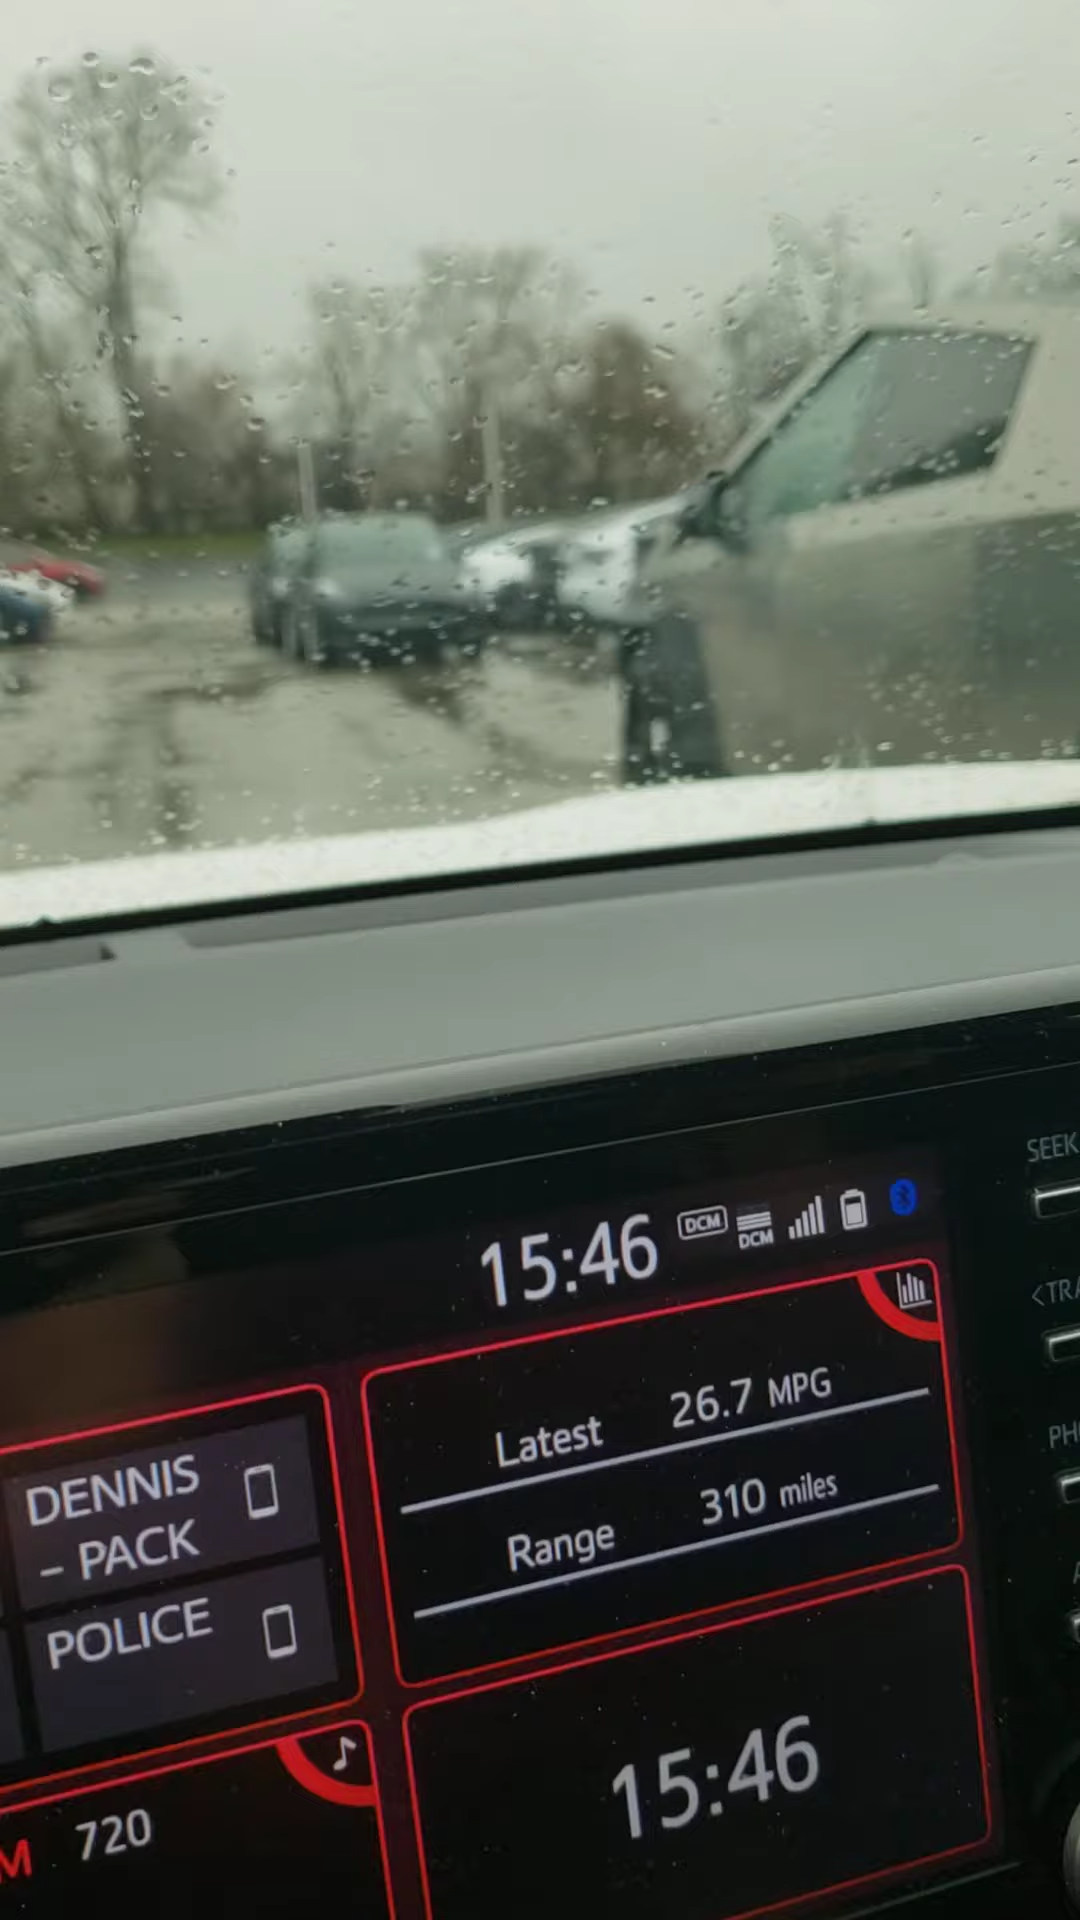 15:46 DCM DCM
SEEK
<TRA
Latest 26.7 MPG
Range 310 miles
DENNIS
– PACK
POLICE
PH
M 720
15:46